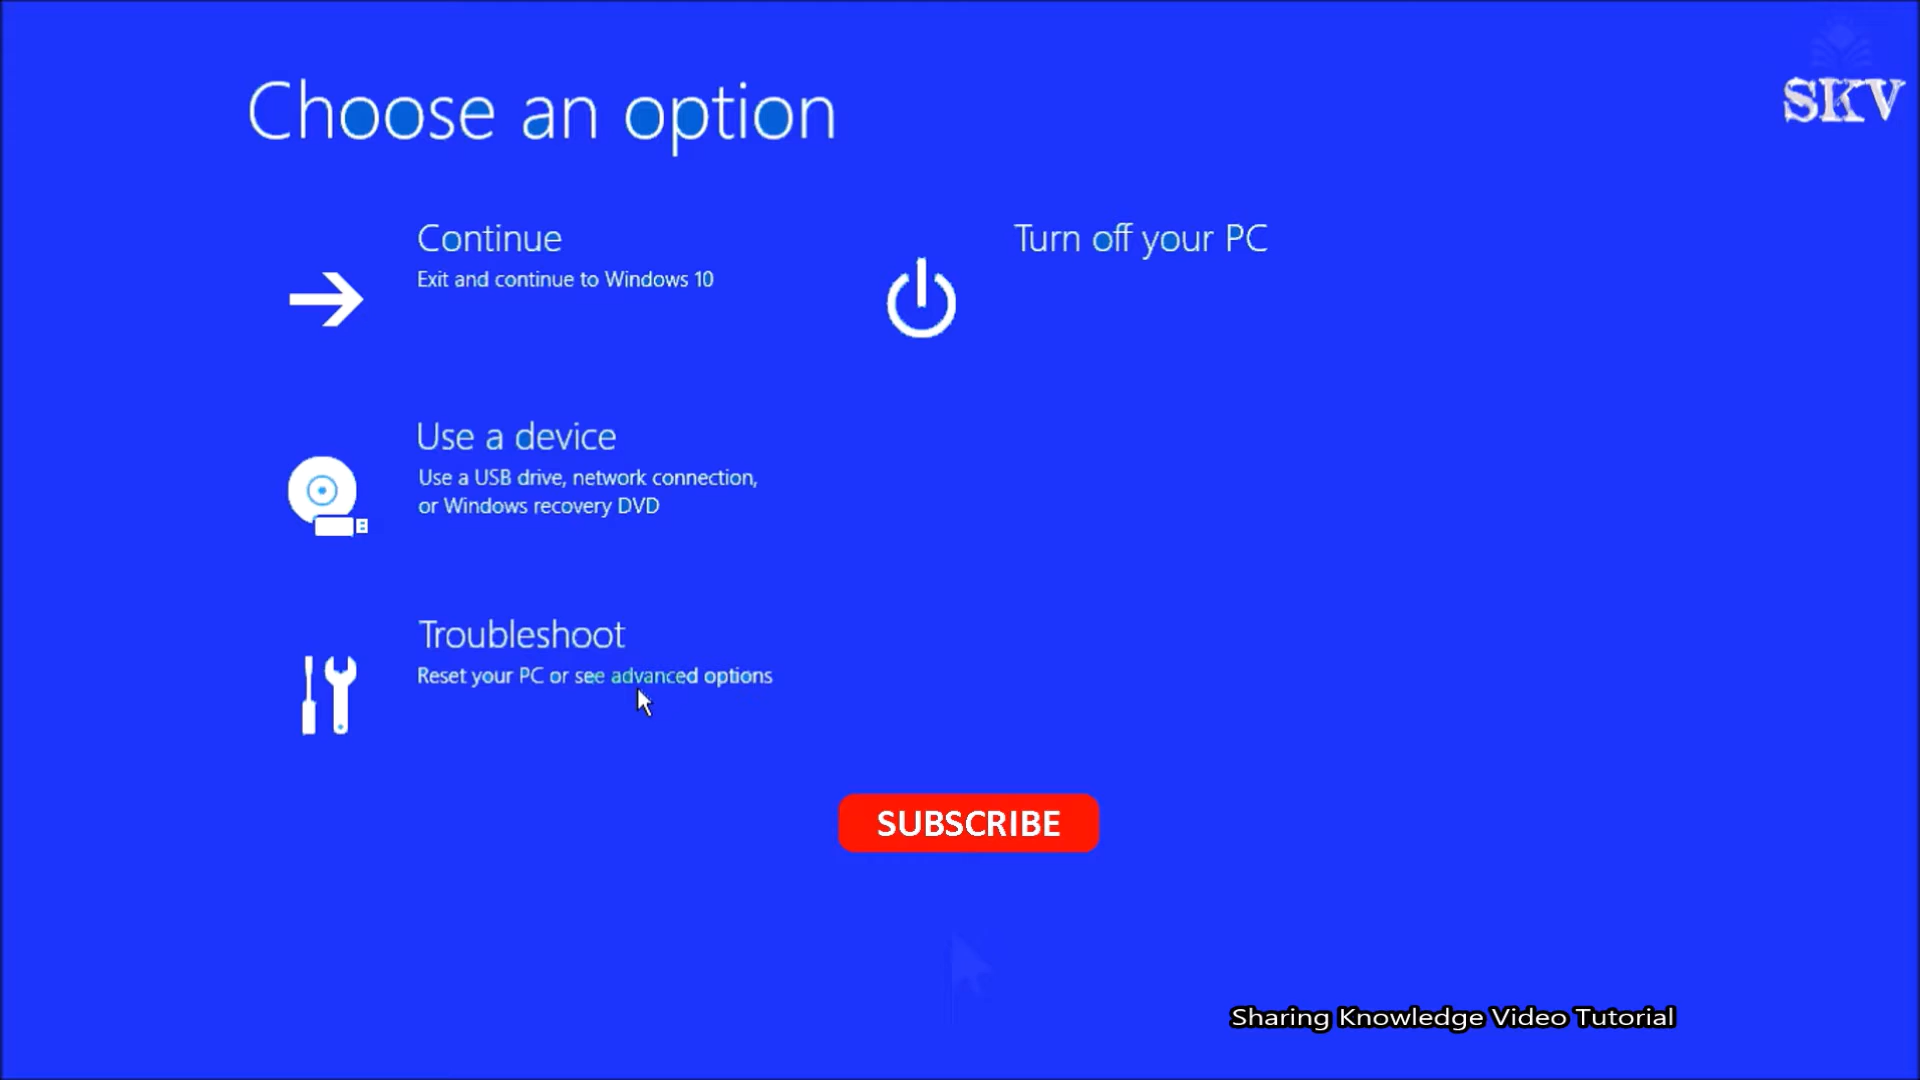 SKV
Choose an option
Continue
Exit and continue to Windows 10
Turn off your PC
Use a device
Use a USB drive, network connection,
or Windows recovery DVD
Troubleshoot
Reset your PC or see advanced options
SUBSCRIBE
Sharing Knowledge Video Tutorial